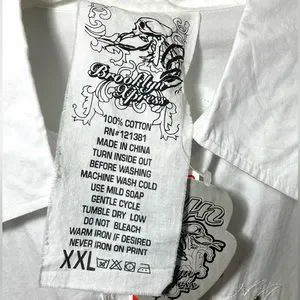 Brooklyn
Xpress
100% COTTON
RN#121381
MADE IN CHINA
TURN INSIDE OUT
BEFORE WASHING
MACHINE WASH COLD
USE MILD SOAP
GENTLE CYCLE
TUMBLE DRY LOW
DO NOT BLEACH
WARM IRON IF DESIRED
NEVER IRON ON PRINT
XXL